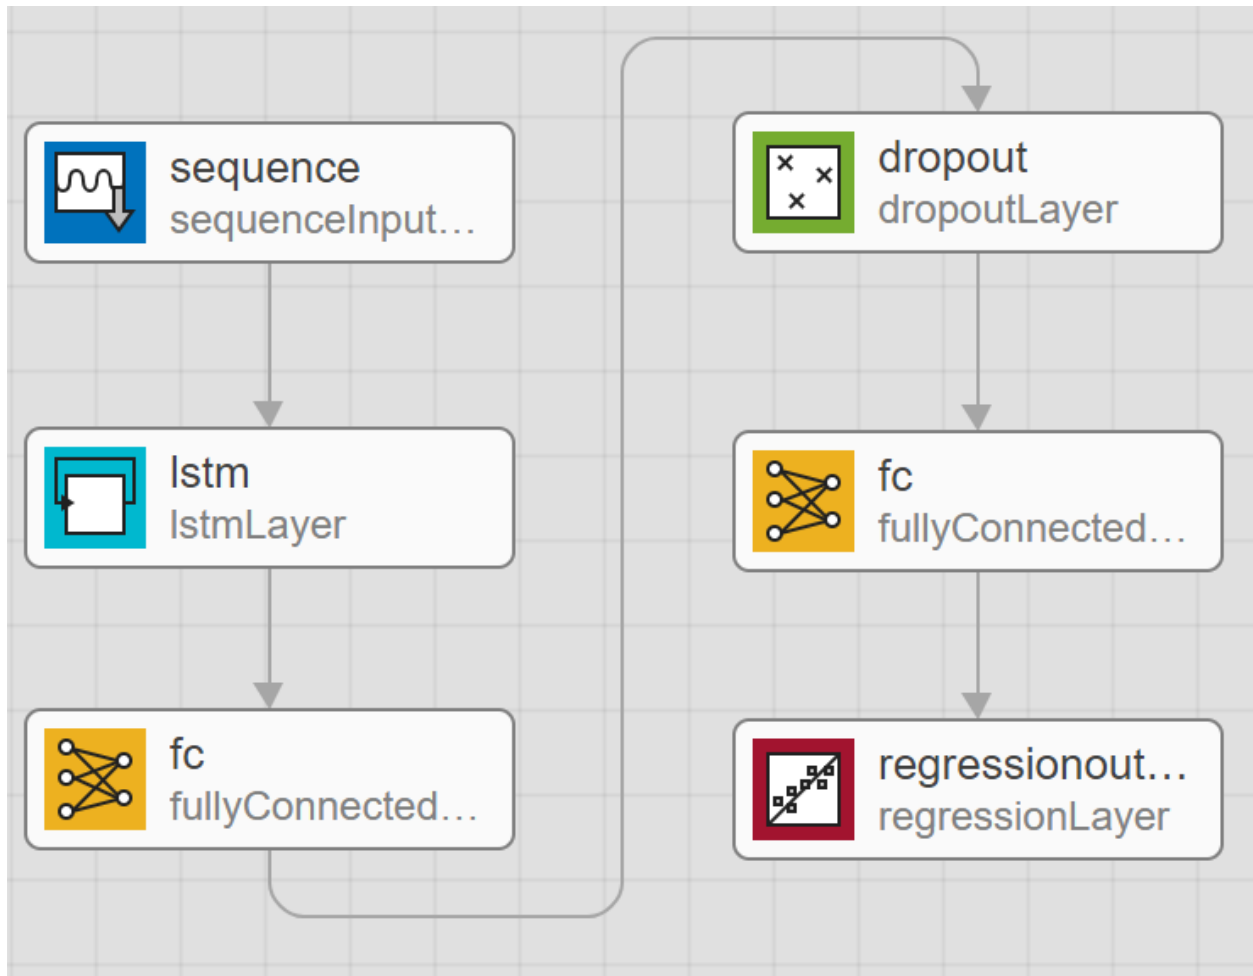 sequence
sequenceInput...
lstm
lstmLayer
fc
fullyConnected...
dropout
dropoutLayer
fc
fullyConnected...
regressionout...
regressionLayer